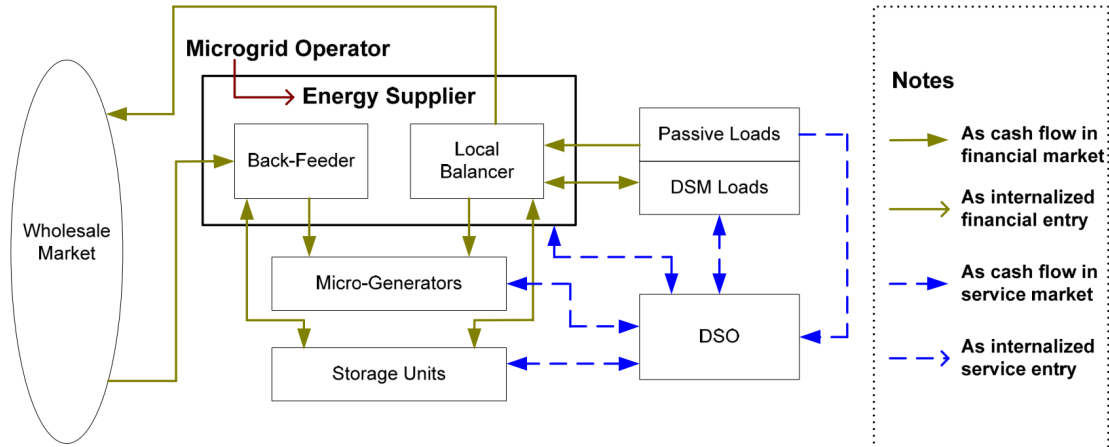 Microgrid Operator
Energy Supplier
Back-Feeder
Local
Balancer
Passive Loads
DSM Loads
Wholesale
Market
Micro-Generators
Storage Units
DSO
Notes
As cash flow in
financial market
As internalized
financial entry
As cash flow in
service market
As internalized
service entry